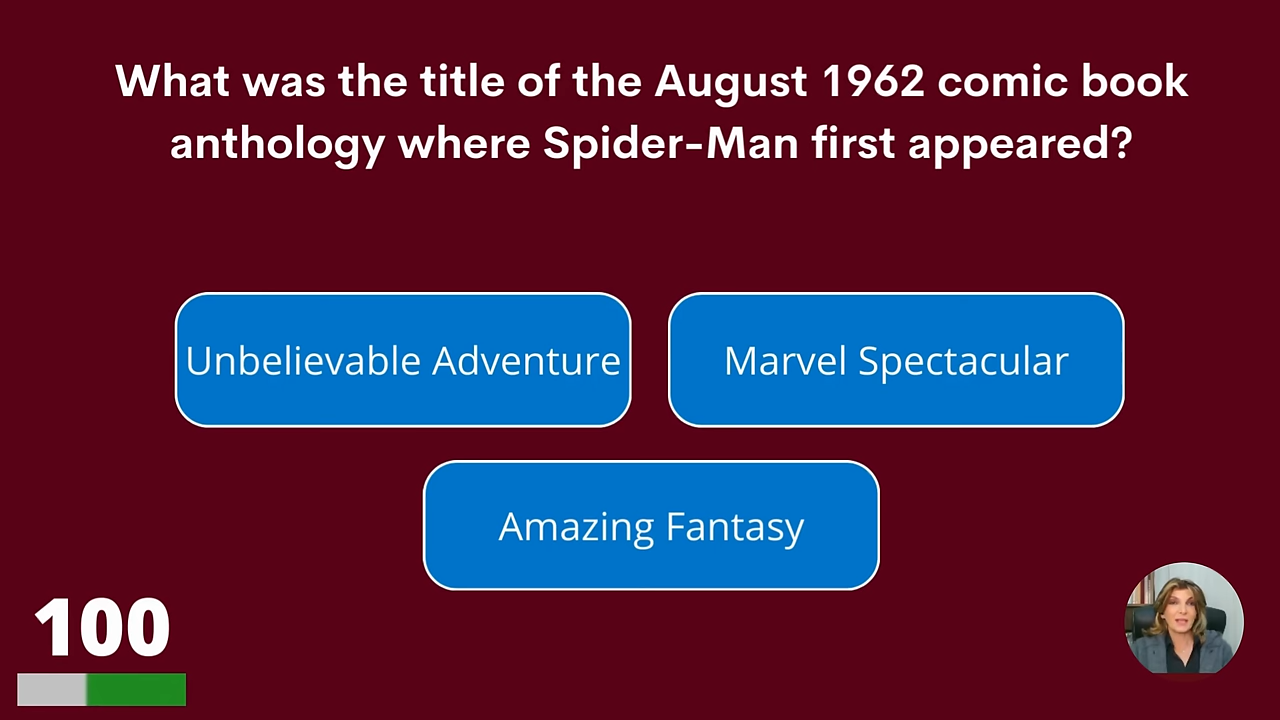 What was the title of the August 1962 comic book
anthology where Spider-Man first appeared?
Unbelievable Adventure
Marvel Spectacular
Amazing Fantasy
100